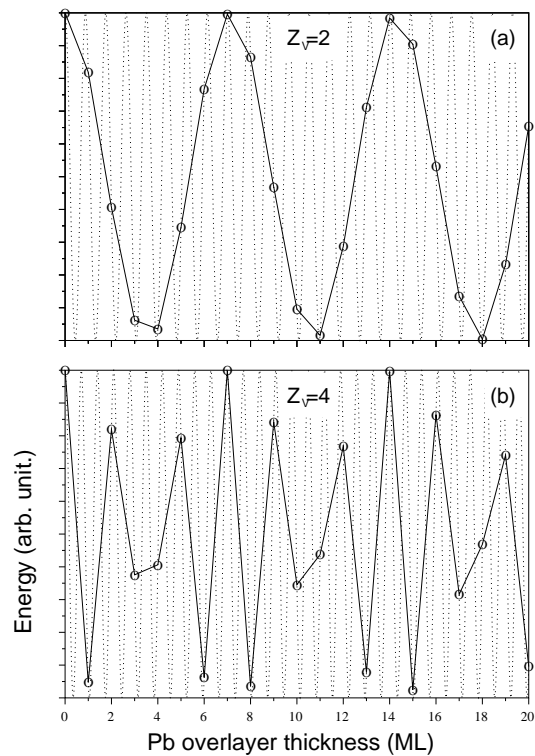 Z_V=2
(a)
Z_V=4
(b)
Energy (arb. unit.)
0 2 4 6 8 10 12 14 16 18 20
Pb overlayer thickness (ML)